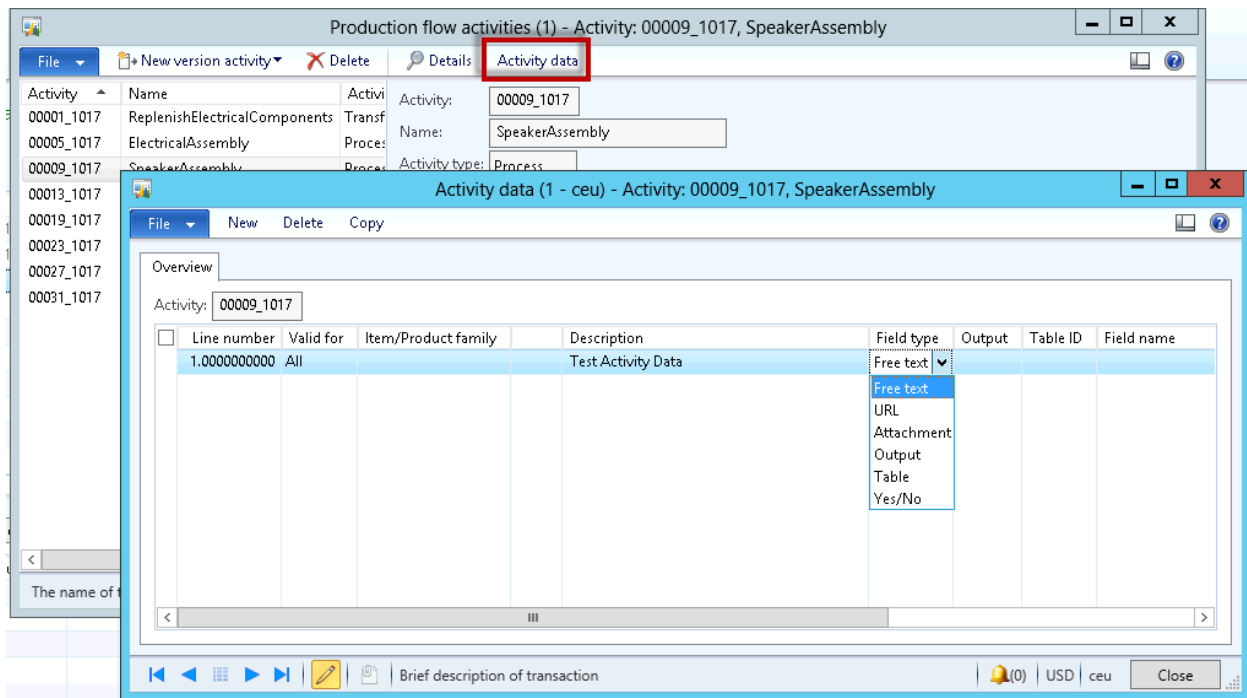 Production flow activities (1) - Activity: 00009_1017, SpeakerAssembly
File New version activity Delete Details Activity data
Activity Name Activi
00001_1017 ReplenishElectricalComponents Transf
00005_1017 ElectricalAssembly Proces
00009_1017 SpeakerAssembly Proces
00013_1017
00019_1017
00023_1017
00027_1017
00031_1017
Activity: 00009_1017
Name: SpeakerAssembly
Activity type: Process
The name of t
Activity data (1 - ceu) - Activity: 00009_1017, SpeakerAssembly
File New Delete Copy
Overview
Activity: 00009_1017
Line number Valid for Item/Product family Description Field type Output Table ID Field name
1.0000000000 All Test Activity Data Free text
Free text
URL
Attachment
Output
Table
Yes/No
Brief description of transaction (0) USD ceu Close